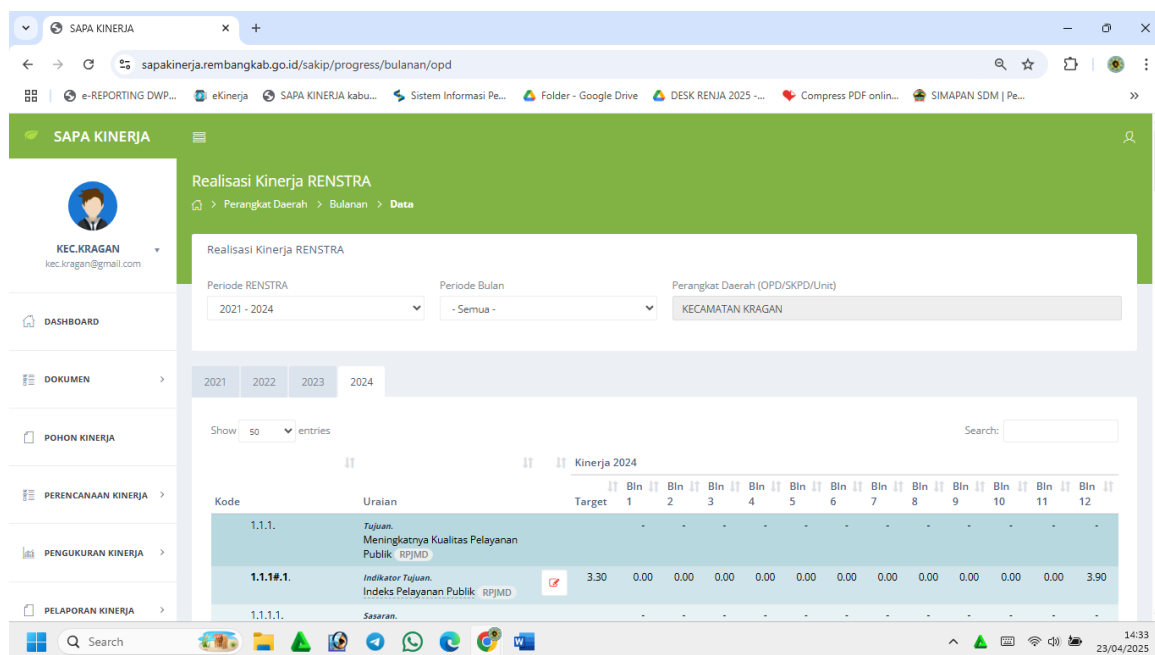 SAPA KINERJA
sapakinerja.rembangkab.go.id/sakip/progress/bulanan/opd
e-REPORTING DWP...
eKinerja
SAPA KINERJA kabu...
Sistem Informasi Pe...
Folder - Google Drive
DESK RENJA 2025 -...
Compress PDF onlin...
SIMAPAN SDM | Pe...
SAPA KINERJA
KEC.KRAGAN
kec.kragan@gmail.com
DASHBOARD
DOKUMEN
POHON KINERJA
PERENCANAAN KINERJA
PENGUKURAN KINERJA
PELAPORAN KINERJA
Realisasi Kinerja RENSTRA
> Perangkat Daerah > Bulanan > Data
Realisasi Kinerja RENSTRA
Periode RENSTRA
2021 - 2024
Periode Bulan
- Semua -
Perangkat Daerah (OPD/SKPD/Unit)
KECAMATAN KRAGAN
2021 2022 2023 2024
Show 50 entries
Search:
Kinerja 2024
Kode Uraian Target Bln 1 Bln 2 Bln 3 Bln 4 Bln 5 Bln 6 Bln 7 Bln 8 Bln 9 Bln 10 Bln 11 Bln 12
1.1.1. Tujuan. - - - - - - - - - - - -
Meningkatnya Kualitas Pelayanan
Publik RPJMD
1.1.1#.1. Indikator Tujuan. 3.30 0.00 0.00 0.00 0.00 0.00 0.00 0.00 0.00 0.00 0.00 0.00 3.90
Indeks Pelayanan Publik RPJMD
1.1.1.1. Sasaran. - - - - - - - - - - - -
Search
14:33
23/04/2025